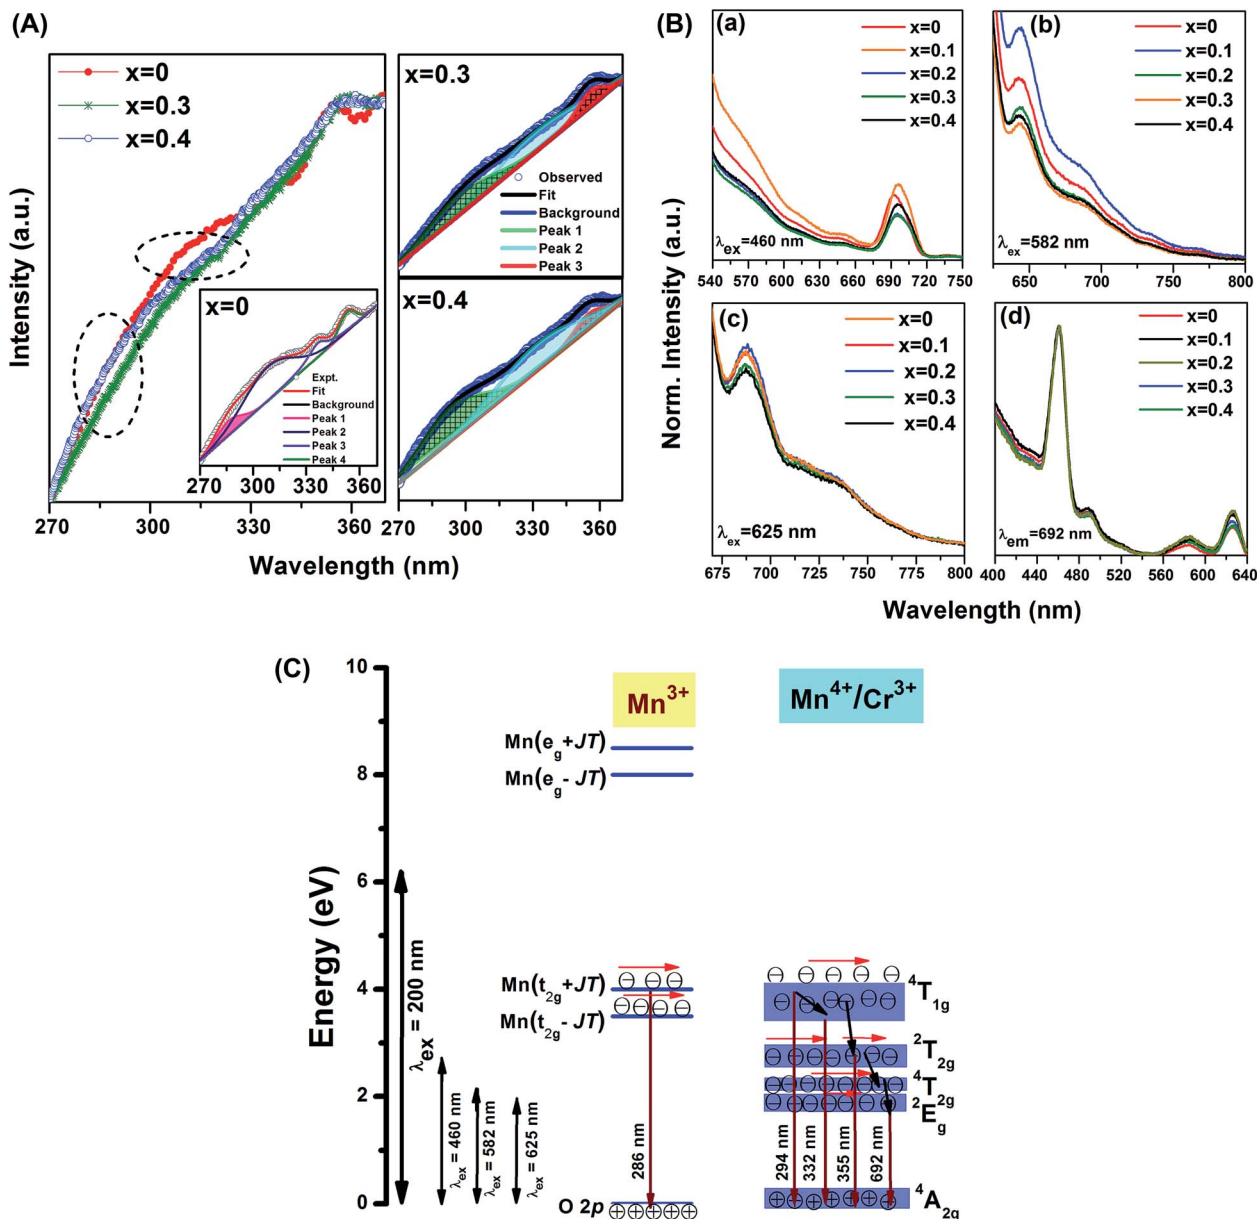 (A)
x=0
x=0.3
x=0.4
x=0
Expt.
Fit
Background
Peak 1
Peak 2
Peak 3
Peak 4
270 300 330 360
270 300 330 360
x=0.3
Observed
Fit
Background
Peak 1
Peak 2
Peak 3
x=0.4
270 300 330 360
Intensity (a.u.)
Wavelength (nm)
(B)
(a)
x=0
x=0.1
x=0.2
x=0.3
x=0.4
λex=460 nm
540 570 600 630 660 690 720 750
(b)
x=0
x=0.1
x=0.2
x=0.3
x=0.4
λex=582 nm
650 700 750 800
(c)
x=0
x=0.1
x=0.2
x=0.3
x=0.4
λex=625 nm
675 700 725 750 775 800
(d)
x=0
x=0.1
x=0.2
x=0.3
x=0.4
λem=692 nm
400 440 480 520 560 600 640
Norm. Intensity (a.u.)
Wavelength (nm)
(C)
10
8
6
4
2
0
Energy (eV)
λex = 200 nm
λex = 460 nm
λex = 582 nm
λex = 625 nm
Mn3+
Mn(eg+JT)
Mn(eg- JT)
Mn(t2g+JT)
Mn(t2g- JT)
286 nm
O 2p
Mn4+/Cr3+
4T1g
2T2g
4T2g
2Eg
294 nm
332 nm
355 nm
692 nm
4A2g